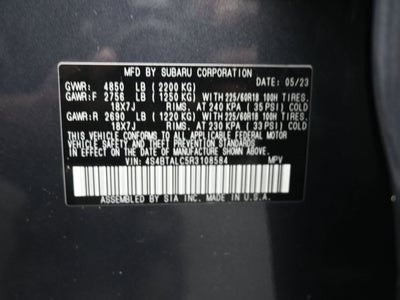 MFD BY SUBARU CORPORATION
DATE: 05/23
GVWR: 4850 LB (2200 KG)
GAWR:F 2756 LB (1250 KG) WITH 225/60R18 100H TIRES,
18X7J RIMS, AT 240 KPA (35 PSI) COLD
GAWR:R 2690 LB (1220 KG) WITH 225/60R18 100H TIRES,
18X7J RIMS, AT 230 KPA (33 PSI) COLD
THIS VEHICLE CONFORMS TO ALL APPLICABLE FEDERAL MOTOR
VEHICLE SAFETY, BUMPER, AND THEFT PREVENTION STANDARDS
IN EFFECT ON THE DATE OF MANUFACTURE SHOWN ABOVE.
VIN: 4S4BTALC5R3108584 MPV
ASSEMBLED BY SIA INC. MADE IN U.S.A.